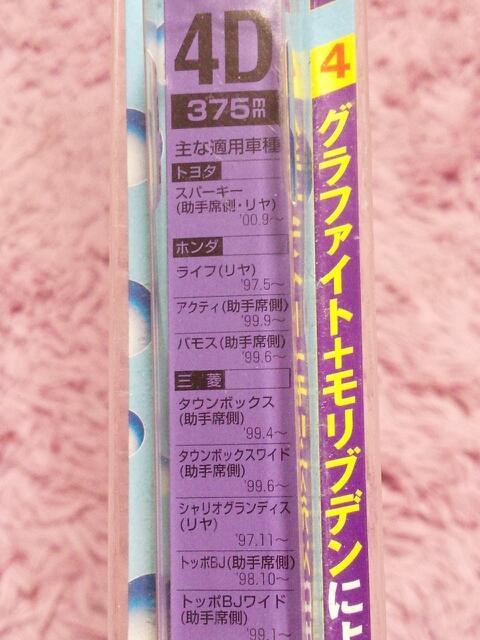 4D
375mm
主な適用車種
トヨタ
スパーキー
(助手席側・リヤ)
'00.9〜
ホンダ
ライフ(リヤ)
'97.5〜
アクティ(助手席側)
'99.9〜
バモス(助手席側)
'99.6〜
三菱
タウンボックス
(助手席側)
'99.4〜
タウンボックスワイド
(助手席側)
'99.6〜
シャリオグランディス
(リヤ)
'97.11〜
トッポBJ(助手席側)
'98.10〜
トッポBJワイド
(助手席側)
'99.1〜
4
グラファイト+モリブデンによ